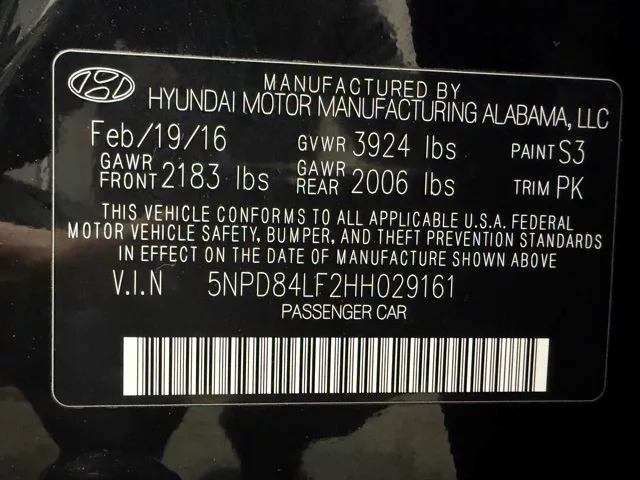 MANUFACTURED BY
HYUNDAI MOTOR MANUFACTURING ALABAMA, LLC
Feb/19/16 GVWR 3924 lbs PAINT S3
GAWR FRONT 2183 lbs GAWR REAR 2006 lbs TRIM PK
THIS VEHICLE CONFORMS TO ALL APPLICABLE U.S.A. FEDERAL
MOTOR VEHICLE SAFETY, BUMPER, AND THEFT PREVENTION STANDARDS
IN EFFECT ON THE DATE OF MANUFACTURE SHOWN ABOVE
V.I.N 5NPD84LF2HH029161
PASSENGER CAR